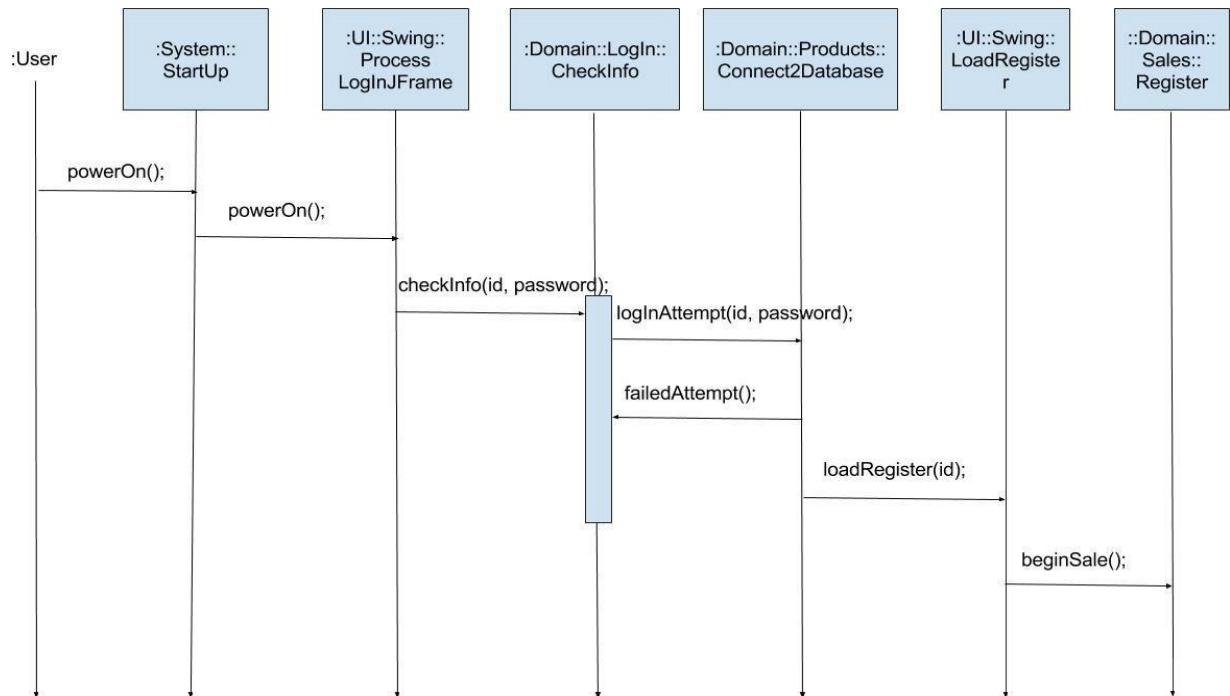 :User
:System::
StartUp
:UI::Swing::
Process
LogInJFrame
:Domain::LogIn::
CheckInfo
:Domain::Products::
Connect2Database
:UI::Swing::
LoadRegiste
r
::Domain::
Sales::
Register
powerOn();
powerOn();
checkInfo(id, password);
logInAttempt(id, password);
failedAttempt();
loadRegister(id);
beginSale();